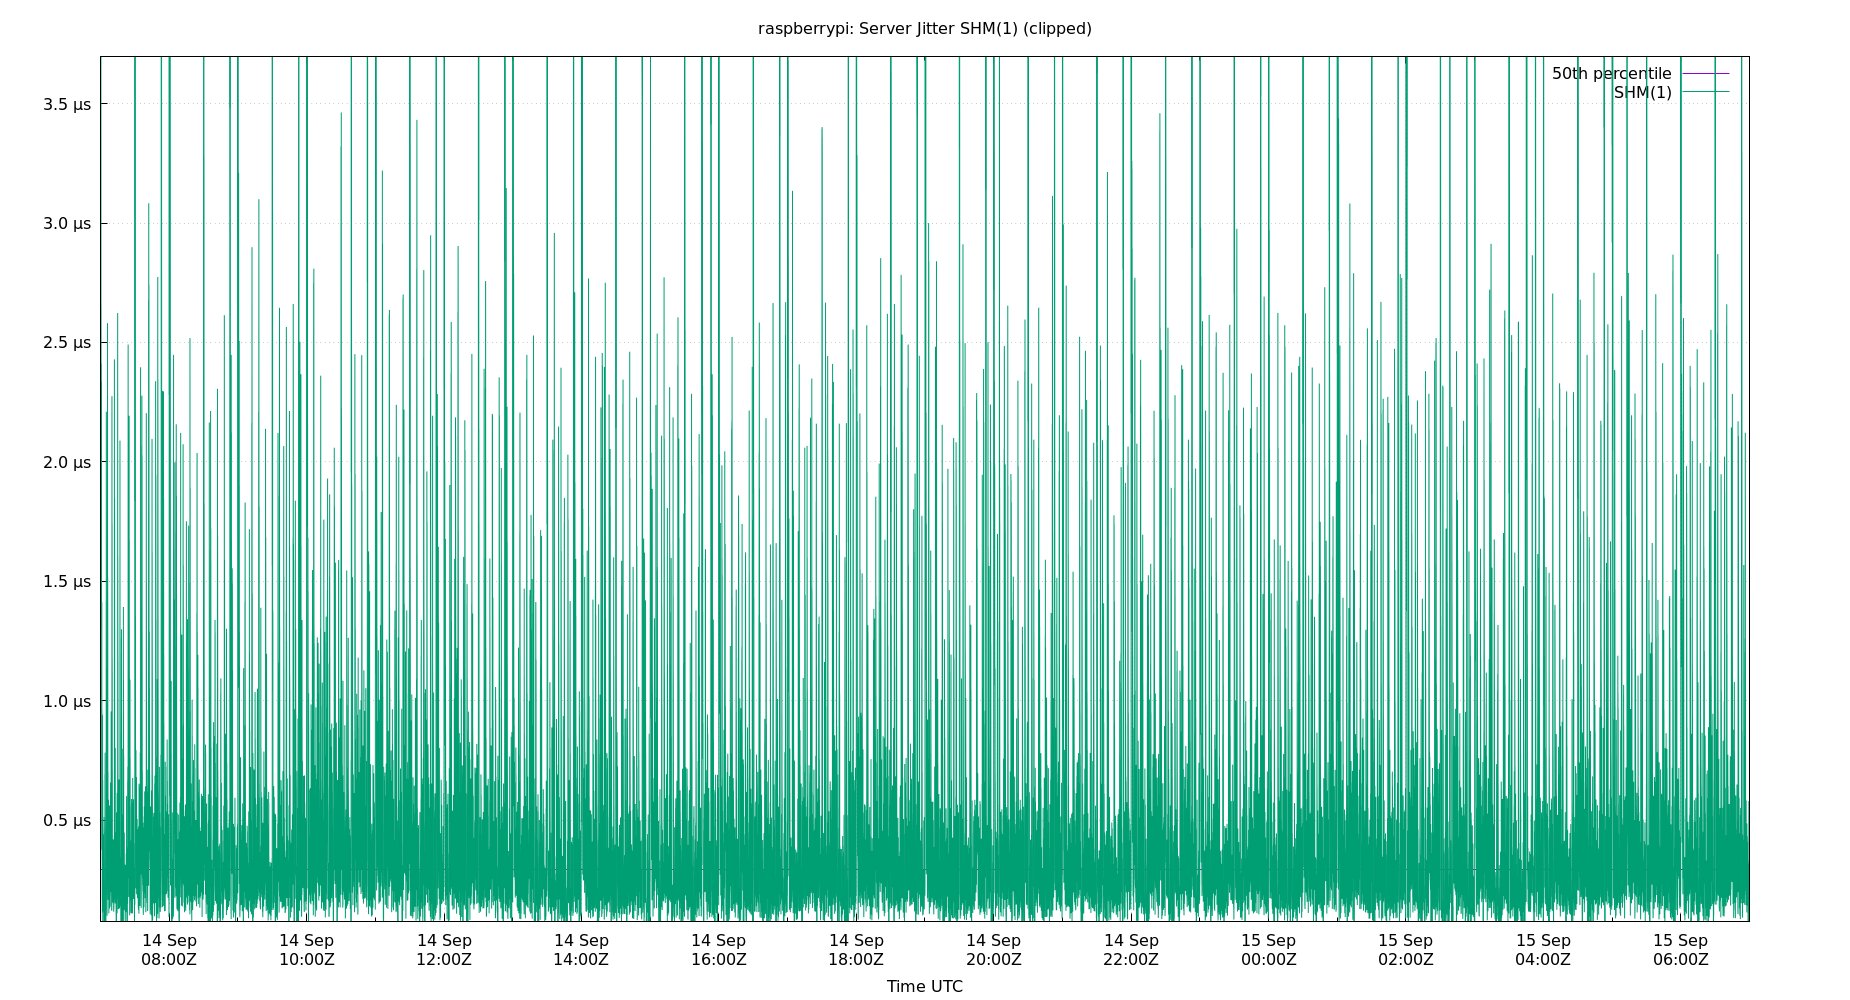 raspberrypi: Server Jitter SHM(1) (clipped)
50th percentile
SHM(1)
3.5 µs
3.0 µs
2.5 µs
2.0 µs
1.5 µs
1.0 µs
0.5 µs
14 Sep 14 Sep 14 Sep 14 Sep 14 Sep 14 Sep 14 Sep 14 Sep 15 Sep 15 Sep 15 Sep 15 Sep
08:00Z 10:00Z 12:00Z 14:00Z 16:00Z 18:00Z 20:00Z 22:00Z 00:00Z 02:00Z 04:00Z 06:00Z
Time UTC